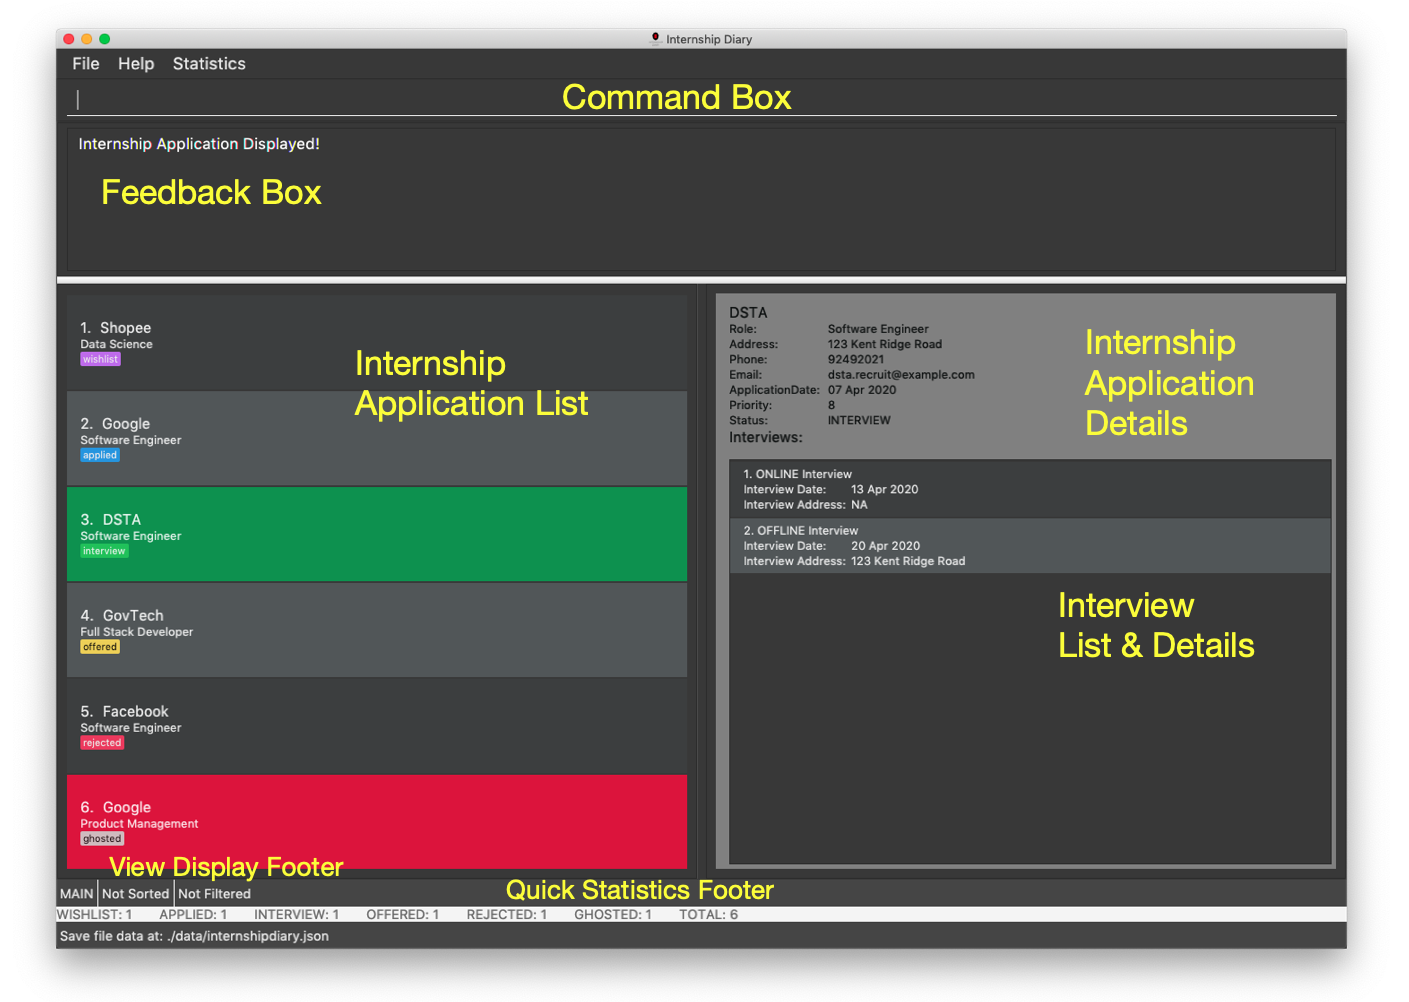 Internship Diary
File Help Statistics
Command Box
Internship Application Displayed!
Feedback Box
1. Shopee
Data Science
wishlist
2. Google
Software Engineer
applied
3. DSTA
Software Engineer
interview
4. GovTech
Full Stack Developer
offered
5. Facebook
Software Engineer
rejected
6. Google
Product Management
ghosted
Internship
Application List
DSTA
Role: Software Engineer
Address: 123 Kent Ridge Road
Phone: 92492021
Email: dsta.recruit@example.com
ApplicationDate: 07 Apr 2020
Priority: 8
Status: INTERVIEW
Interviews:
Internship
Application
Details
1. ONLINE Interview
Interview Date: 13 Apr 2020
Interview Address: NA
2. OFFLINE Interview
Interview Date: 20 Apr 2020
Interview Address: 123 Kent Ridge Road
Interview
List & Details
View Display Footer
Quick Statistics Footer
MAIN Not Sorted Not Filtered
WISHLIST: 1 APPLIED: 1 INTERVIEW: 1 OFFERED: 1 REJECTED: 1 GHOSTED: 1 TOTAL: 6
Save file data at: ./data/internshipdiary.json